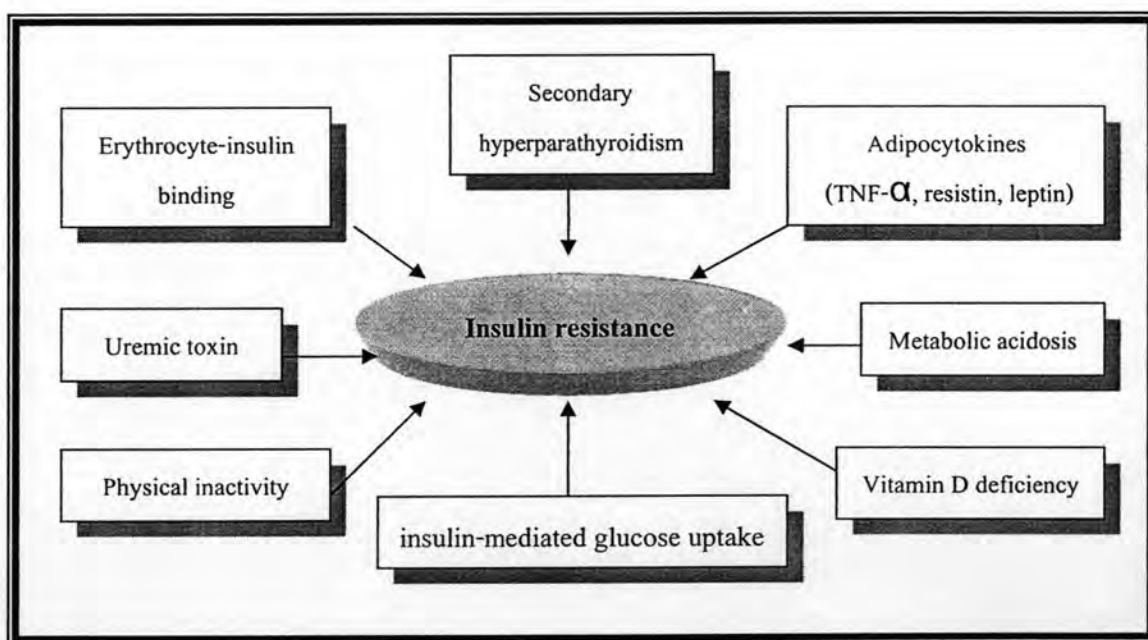 Secondary
hyperparathyroidism
Erythrocyte-insulin
binding
Adipocytokines
(TNF-α, resistin, leptin)
Insulin resistance
Uremic toxin
Metabolic acidosis
Physical inactivity
Vitamin D deficiency
insulin-mediated glucose uptake